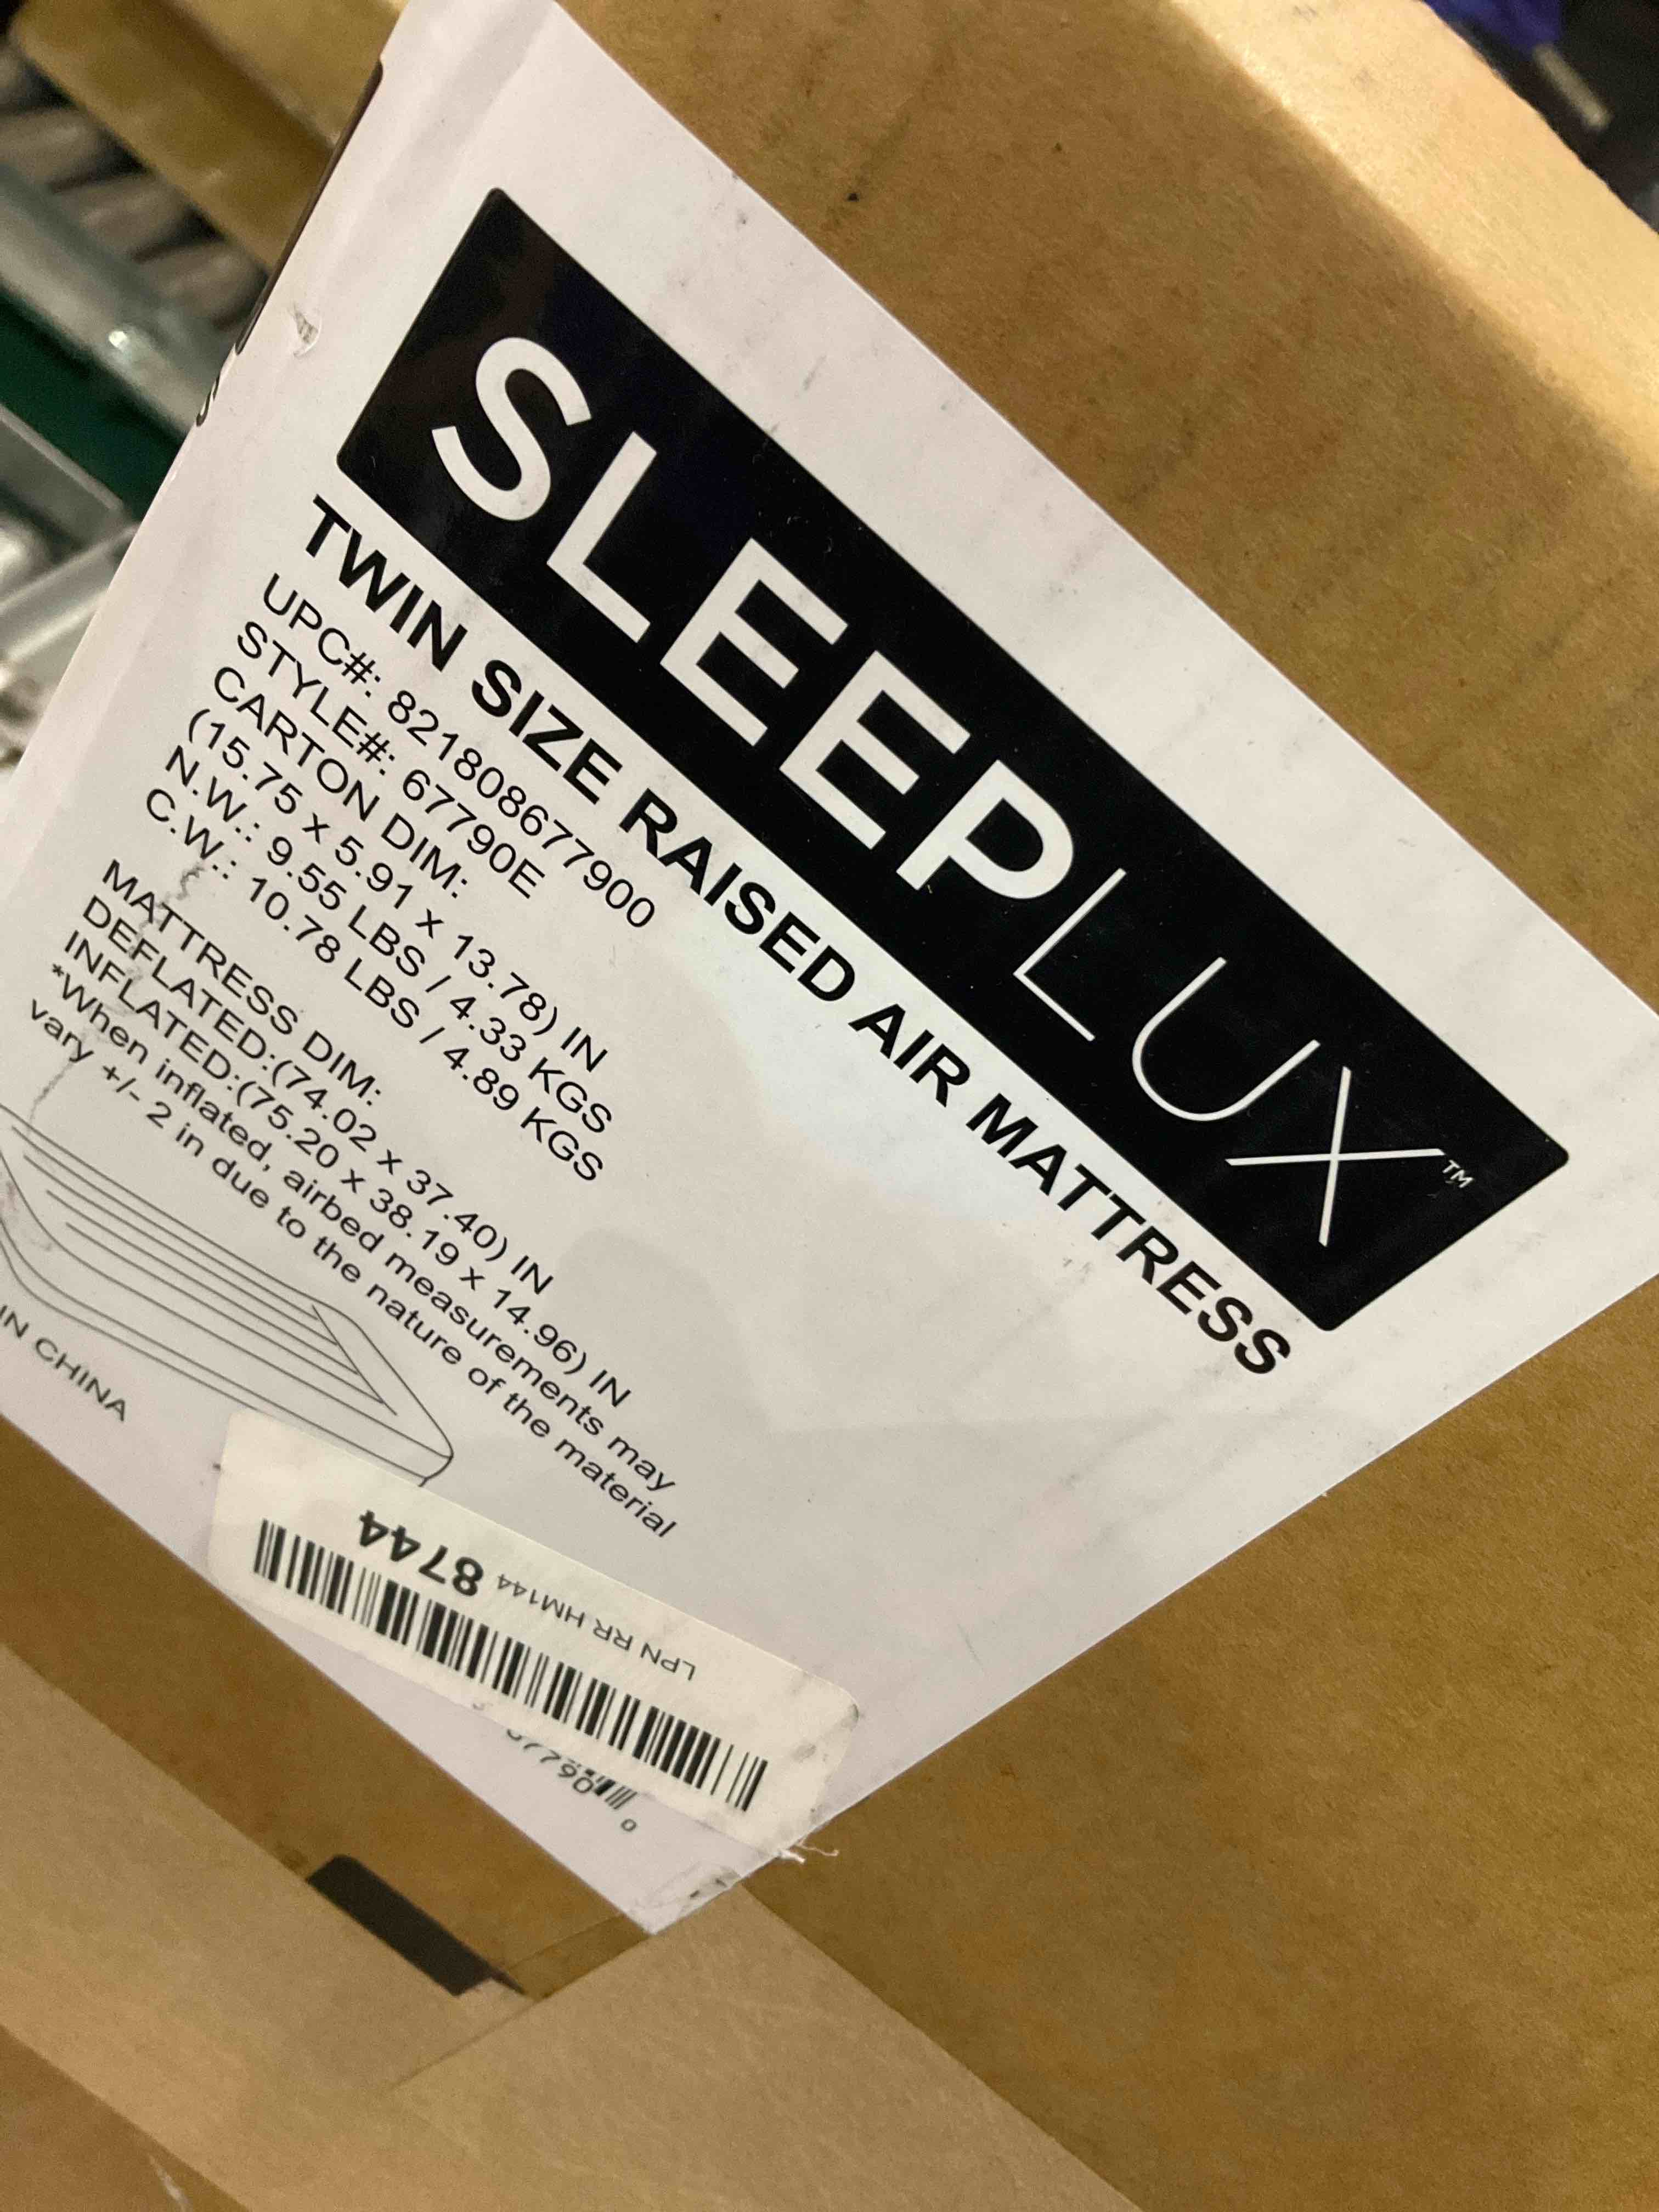 SLEEPLUX™
TWIN SIZE RAISED AIR MATTRESS
UPC#: 821808677900
STYLE#: 67790E
CARTON DIM:
(15.75 x 5.91 x 13.78) IN
N.W.: 9.55 LBS / 4.33 KGS
C.W.: 10.78 LBS / 4.89 KGS
MATTRESS DIM:
DEFLATED:(74.02 x 37.40) IN
INFLATED:(75.20 x 38.19 x 14.96) IN
*When inflated, airbed measurements may
vary +/- 2 in due to the nature of the material
IN CHINA
LPN RR HM144 8744
67790 0